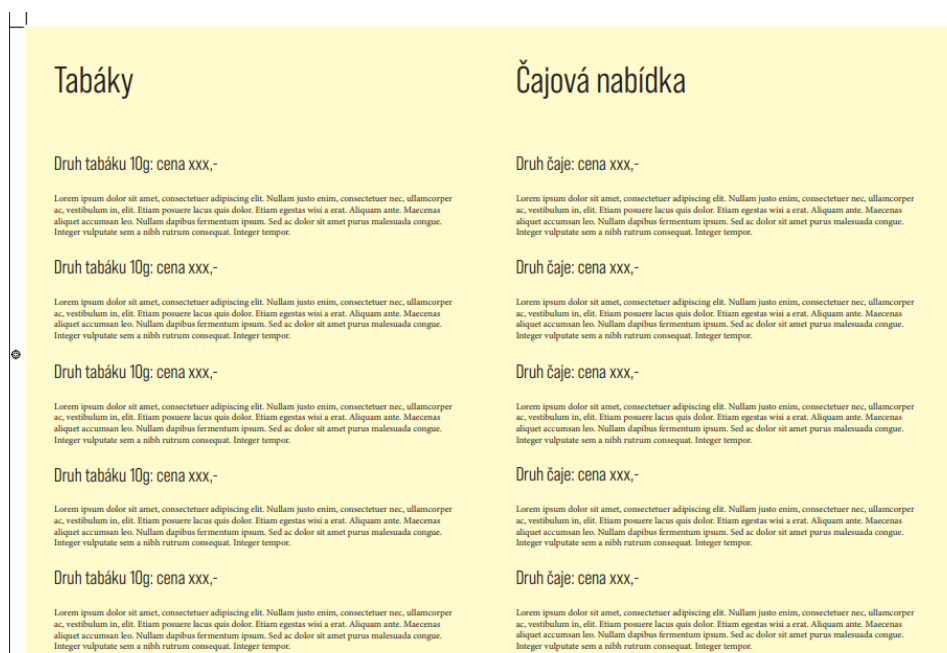 Tabáky
Druh tabáku 10g: cena xxx,-
Lorem ipsum dolor sit amet, consectetuer adipiscing elit. Nullam justo enim, consectetuer nec, ullamcorper
ac, vestibulum in, elit. Etiam posuere lacus quis dolor. Etiam egestas wisi a erat. Aliquam ante. Maecenas
aliquet accumsan leo. Nullam dapibus fermentum ipsum. Sed ac dolor sit amet purus malesuada congue.
Integer vulputate sem a nibh rutrum consequat. Integer tempor.
Druh tabáku 10g: cena xxx,-
Lorem ipsum dolor sit amet, consectetuer adipiscing elit. Nullam justo enim, consectetuer nec, ullamcorper
ac, vestibulum in, elit. Etiam posuere lacus quis dolor. Etiam egestas wisi a erat. Aliquam ante. Maecenas
aliquet accumsan leo. Nullam dapibus fermentum ipsum. Sed ac dolor sit amet purus malesuada congue.
Integer vulputate sem a nibh rutrum consequat. Integer tempor.
Druh tabáku 10g: cena xxx,-
Lorem ipsum dolor sit amet, consectetuer adipiscing elit. Nullam justo enim, consectetuer nec, ullamcorper
ac, vestibulum in, elit. Etiam posuere lacus quis dolor. Etiam egestas wisi a erat. Aliquam ante. Maecenas
aliquet accumsan leo. Nullam dapibus fermentum ipsum. Sed ac dolor sit amet purus malesuada congue.
Integer vulputate sem a nibh rutrum consequat. Integer tempor.
Druh tabáku 10g: cena xxx,-
Lorem ipsum dolor sit amet, consectetuer adipiscing elit. Nullam justo enim, consectetuer nec, ullamcorper
ac, vestibulum in, elit. Etiam posuere lacus quis dolor. Etiam egestas wisi a erat. Aliquam ante. Maecenas
aliquet accumsan leo. Nullam dapibus fermentum ipsum. Sed ac dolor sit amet purus malesuada congue.
Integer vulputate sem a nibh rutrum consequat. Integer tempor.
Druh tabáku 10g: cena xxx,-
Lorem ipsum dolor sit amet, consectetuer adipiscing elit. Nullam justo enim, consectetuer nec, ullamcorper
ac, vestibulum in, elit. Etiam posuere lacus quis dolor. Etiam egestas wisi a erat. Aliquam ante. Maecenas
aliquet accumsan leo. Nullam dapibus fermentum ipsum. Sed ac dolor sit amet purus malesuada congue.
Integer vulputate sem a nibh rutrum consequat. Integer tempor.
Čajová nabídka
Druh čaje: cena xxx,-
Lorem ipsum dolor sit amet, consectetuer adipiscing elit. Nullam justo enim, consectetuer nec, ullamcorper
ac, vestibulum in, elit. Etiam posuere lacus quis dolor. Etiam egestas wisi a erat. Aliquam ante. Maecenas
aliquet accumsan leo. Nullam dapibus fermentum ipsum. Sed ac dolor sit amet purus malesuada congue.
Integer vulputate sem a nibh rutrum consequat. Integer tempor.
Druh čaje: cena xxx,-
Lorem ipsum dolor sit amet, consectetuer adipiscing elit. Nullam justo enim, consectetuer nec, ullamcorper
ac, vestibulum in, elit. Etiam posuere lacus quis dolor. Etiam egestas wisi a erat. Aliquam ante. Maecenas
aliquet accumsan leo. Nullam dapibus fermentum ipsum. Sed ac dolor sit amet purus malesuada congue.
Integer vulputate sem a nibh rutrum consequat. Integer tempor.
Druh čaje: cena xxx,-
Lorem ipsum dolor sit amet, consectetuer adipiscing elit. Nullam justo enim, consectetuer nec, ullamcorper
ac, vestibulum in, elit. Etiam posuere lacus quis dolor. Etiam egestas wisi a erat. Aliquam ante. Maecenas
aliquet accumsan leo. Nullam dapibus fermentum ipsum. Sed ac dolor sit amet purus malesuada congue.
Integer vulputate sem a nibh rutrum consequat. Integer tempor.
Druh čaje: cena xxx,-
Lorem ipsum dolor sit amet, consectetuer adipiscing elit. Nullam justo enim, consectetuer nec, ullamcorper
ac, vestibulum in, elit. Etiam posuere lacus quis dolor. Etiam egestas wisi a erat. Aliquam ante. Maecenas
aliquet accumsan leo. Nullam dapibus fermentum ipsum. Sed ac dolor sit amet purus malesuada congue.
Integer vulputate sem a nibh rutrum consequat. Integer tempor.
Druh čaje: cena xxx,-
Lorem ipsum dolor sit amet, consectetuer adipiscing elit. Nullam justo enim, consectetuer nec, ullamcorper
ac, vestibulum in, elit. Etiam posuere lacus quis dolor. Etiam egestas wisi a erat. Aliquam ante. Maecenas
aliquet accumsan leo. Nullam dapibus fermentum ipsum. Sed ac dolor sit amet purus malesuada congue.
Integer vulputate sem a nibh rutrum consequat. Integer tempor.